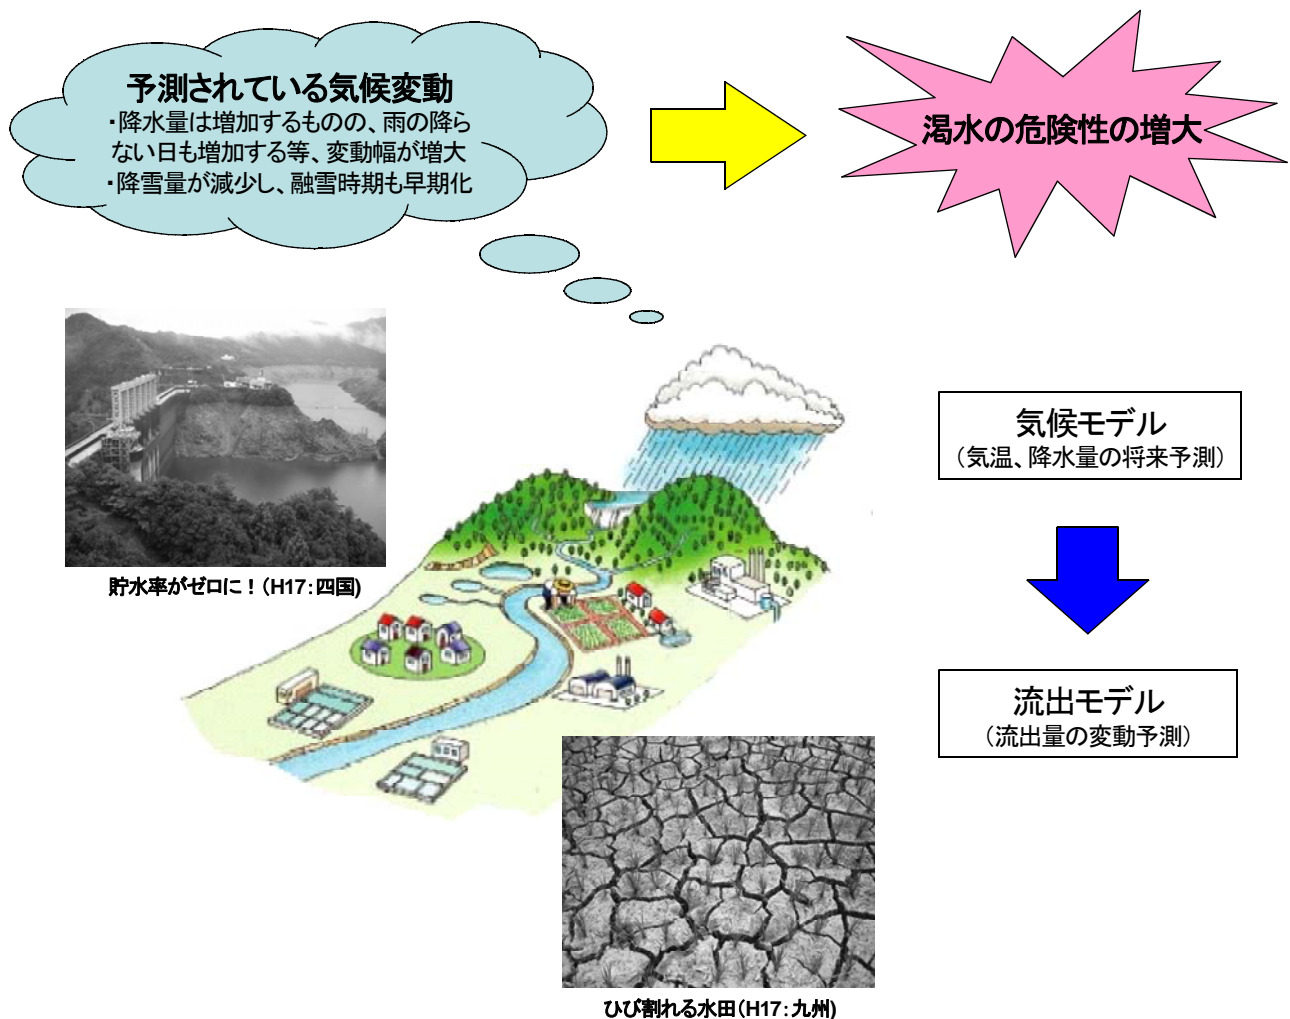 予測されている気候変動
・降水量は増加するものの、雨の降ら
ない日も増加する等、変動幅が増大
・降雪量が減少し、融雪時期も早期化
渇水の危険性の増大
貯水率がゼロに！（H17：四国)
気候モデル
（気温、降水量の将来予測）
流出モデル
（流出量の変動予測）
ひび割れる水田（H17：九州)